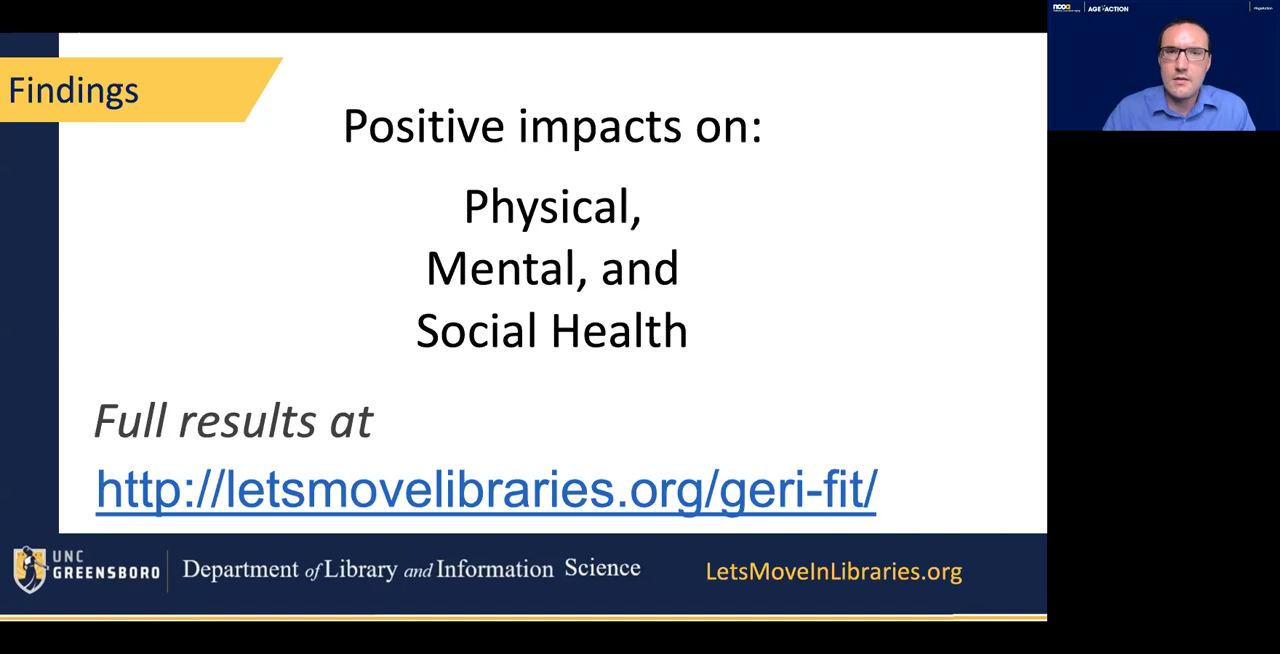 Findings
Positive impacts on:
Physical,
Mental, and
Social Health
Full results at
http://letsmovelibraries.org/geri-fit/
UNC
GREENSBORO
Department of Library and Information Science
LetsMoveInLibraries.org
ncoa
AGE+ACTION